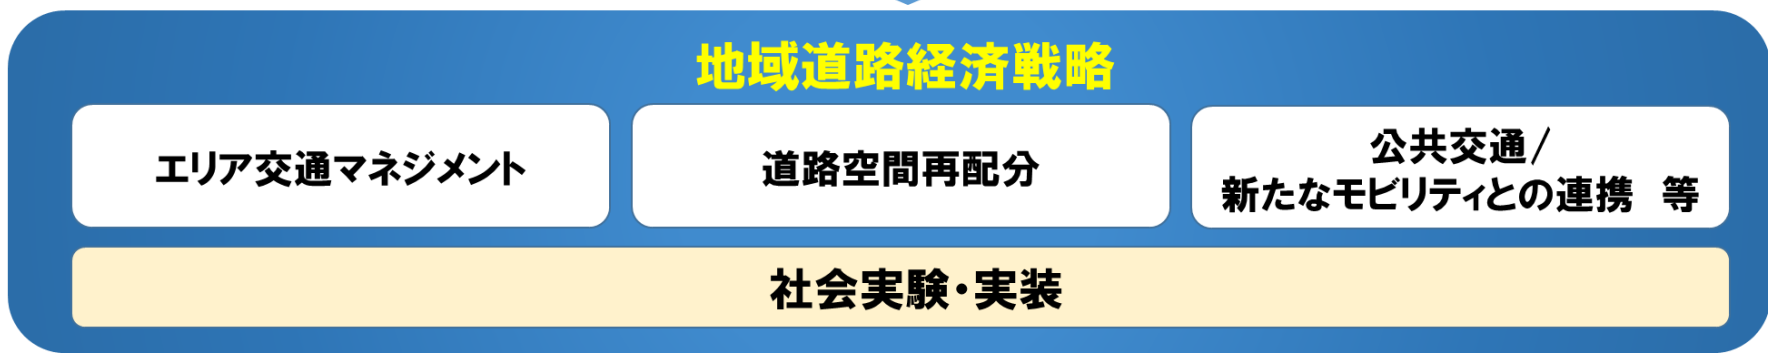 地域道路経済戦略
エリア交通マネジメント
道路空間再配分
公共交通/
新たなモビリティとの連携　等
社会実験・実装